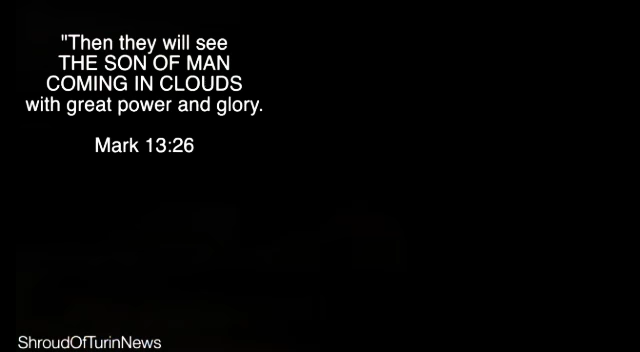 "Then they will see
THE SON OF MAN
COMING IN CLOUDS
with great power and glory.
Mark 13:26
ShroudOfTurinNews